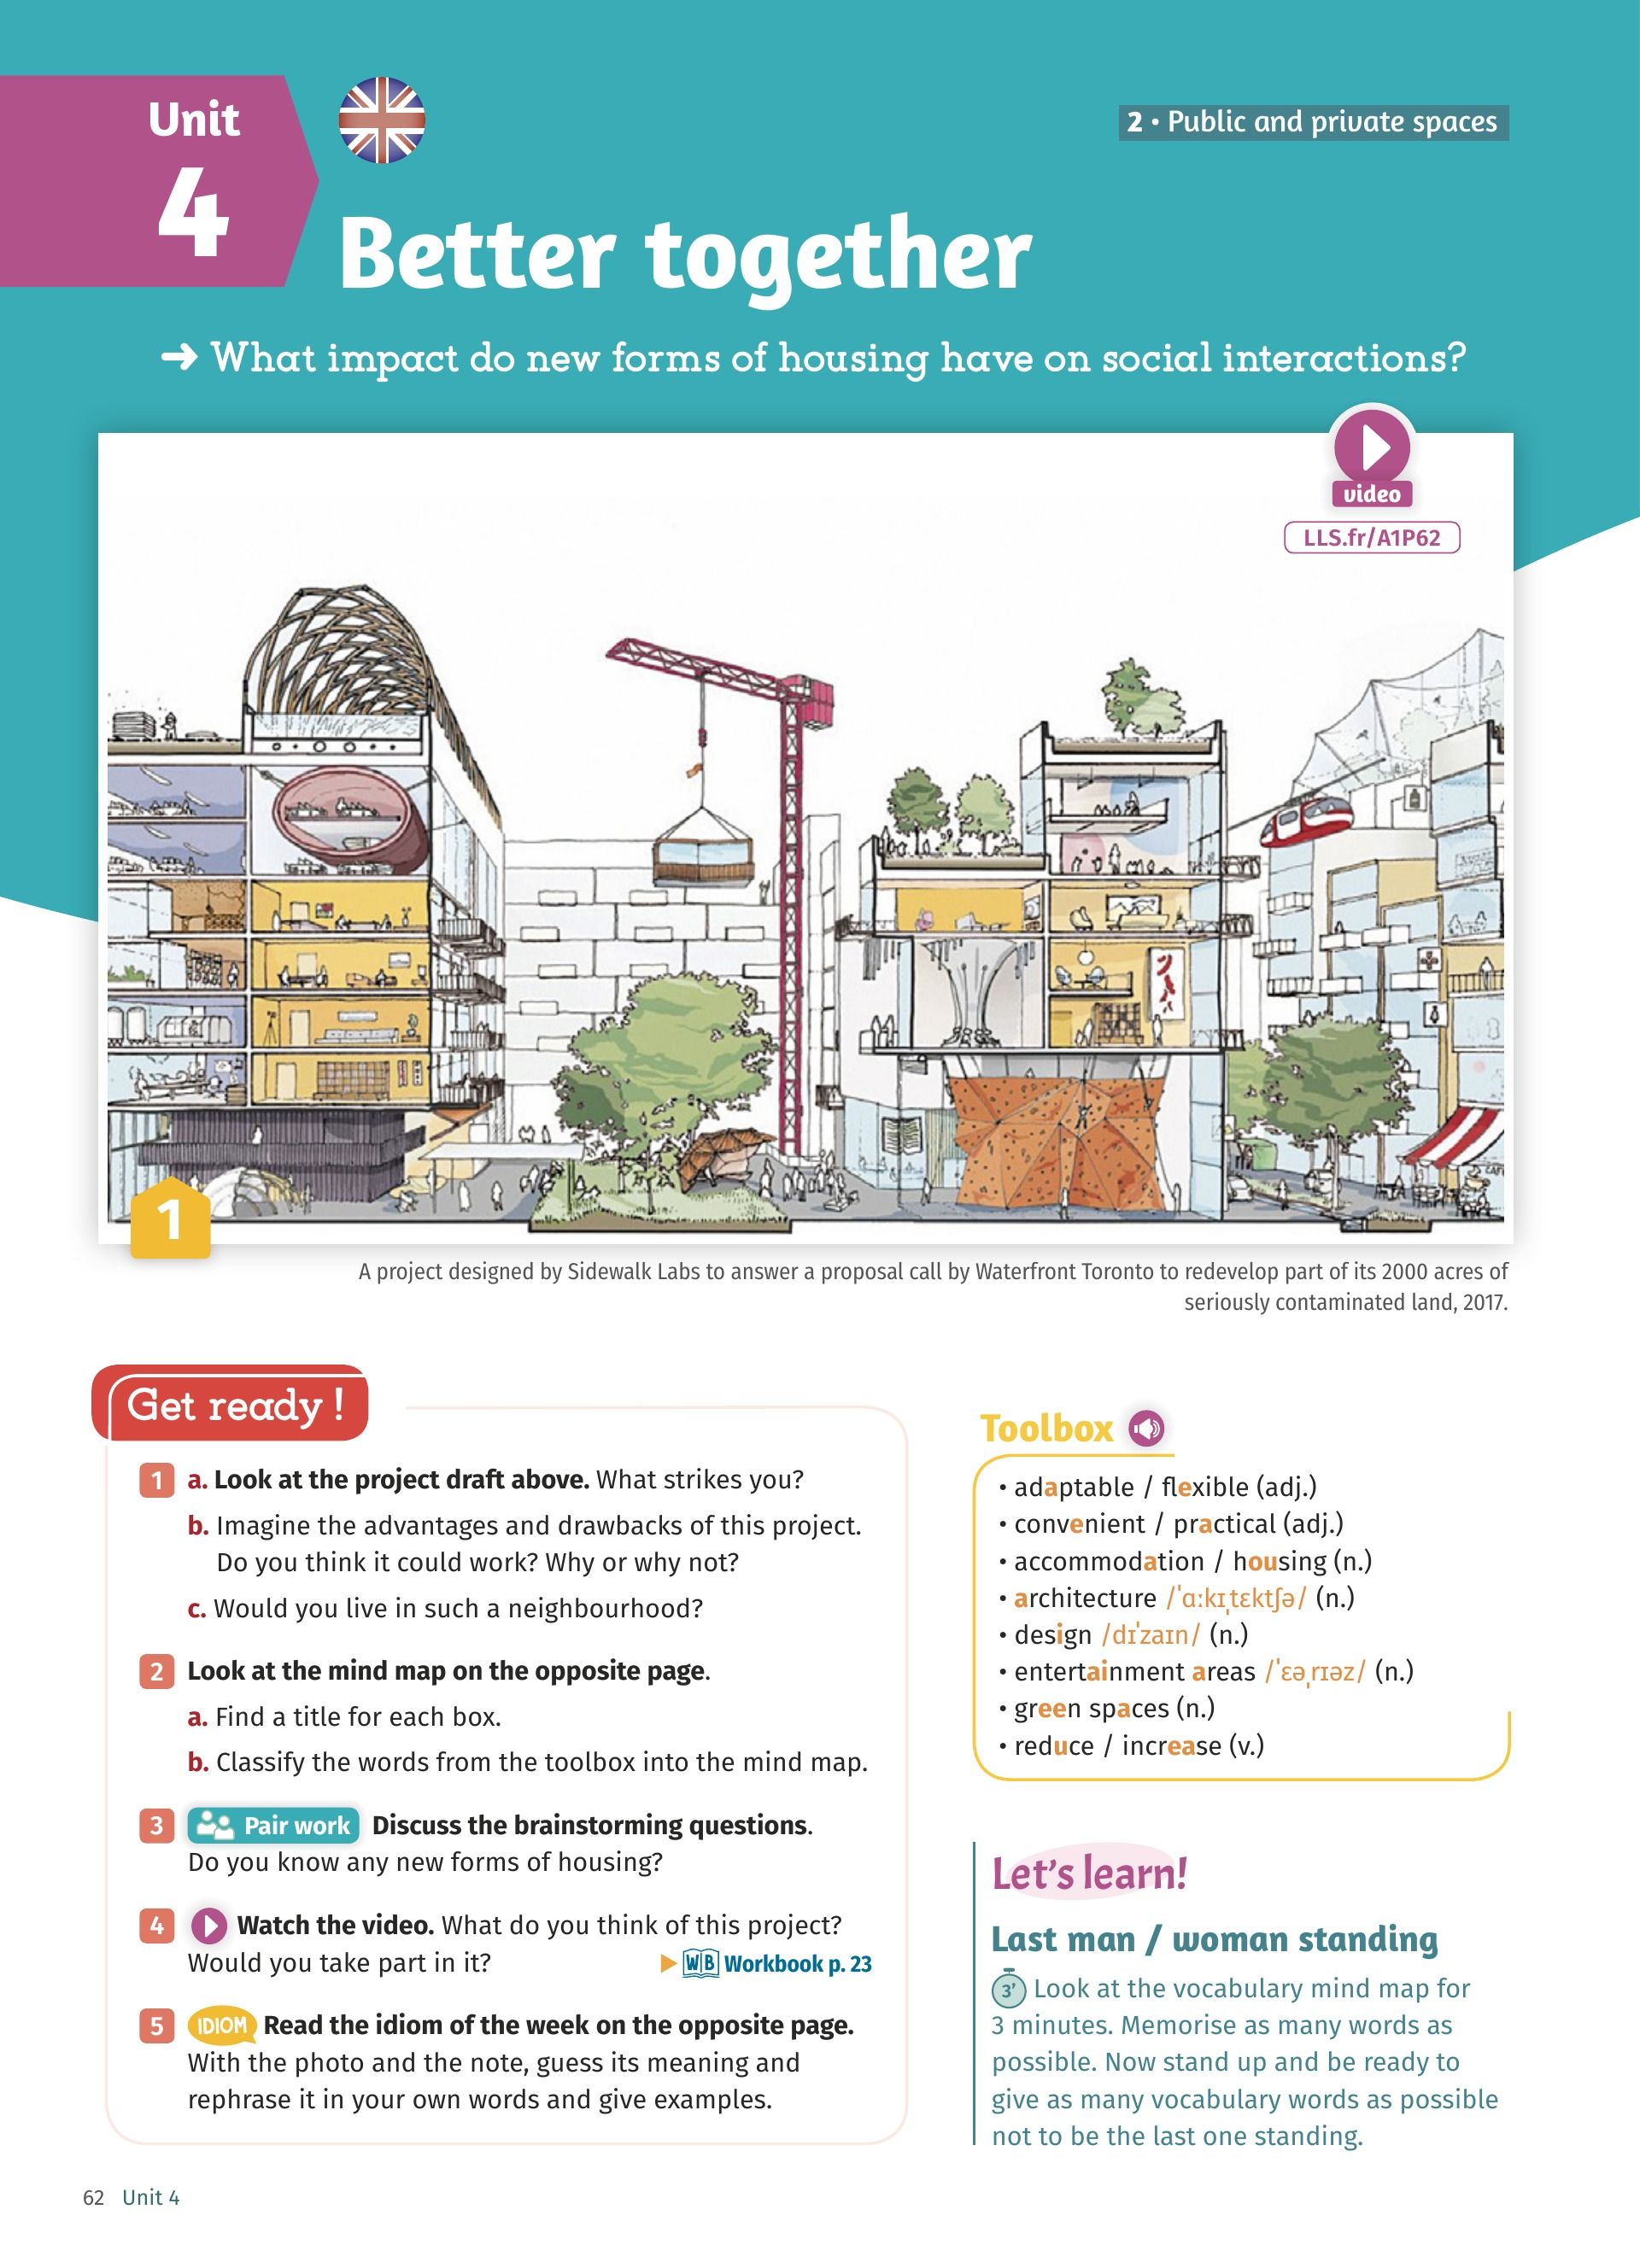 Unit
4
2 • Public and private spaces
Better together
➜ What impact do new forms of housing have on social interactions?
video
LLS.fr/A1P62
1
A project designed by Sidewalk Labs to answer a proposal call by Waterfront Toronto to redevelop part of its 2000 acres of
seriously contaminated land, 2017.
Get ready !
1 a. Look at the project draft above. What strikes you?
b. Imagine the advantages and drawbacks of this project.
Do you think it could work? Why or why not?
c. Would you live in such a neighbourhood?
2 Look at the mind map on the opposite page.
a. Find a title for each box.
b. Classify the words from the toolbox into the mind map.
3 Pair work Discuss the brainstorming questions.
Do you know any new forms of housing?
4 Watch the video. What do you think of this project?
Would you take part in it? ▶ WB Workbook p. 23
5 IDIOM Read the idiom of the week on the opposite page.
With the photo and the note, guess its meaning and
rephrase it in your own words and give examples.
Toolbox
• adaptable / flexible (adj.)
• convenient / practical (adj.)
• accommodation / housing (n.)
• architecture /ˈɑːkɪˌtɛktʃə/ (n.)
• design /dɪˈzaɪn/ (n.)
• entertainment areas /ˈɛəˌrɪəz/ (n.)
• green spaces (n.)
• reduce / increase (v.)
Let's learn!
Last man / woman standing
3' Look at the vocabulary mind map for
3 minutes. Memorise as many words as
possible. Now stand up and be ready to
give as many vocabulary words as possible
not to be the last one standing.
62 Unit 4